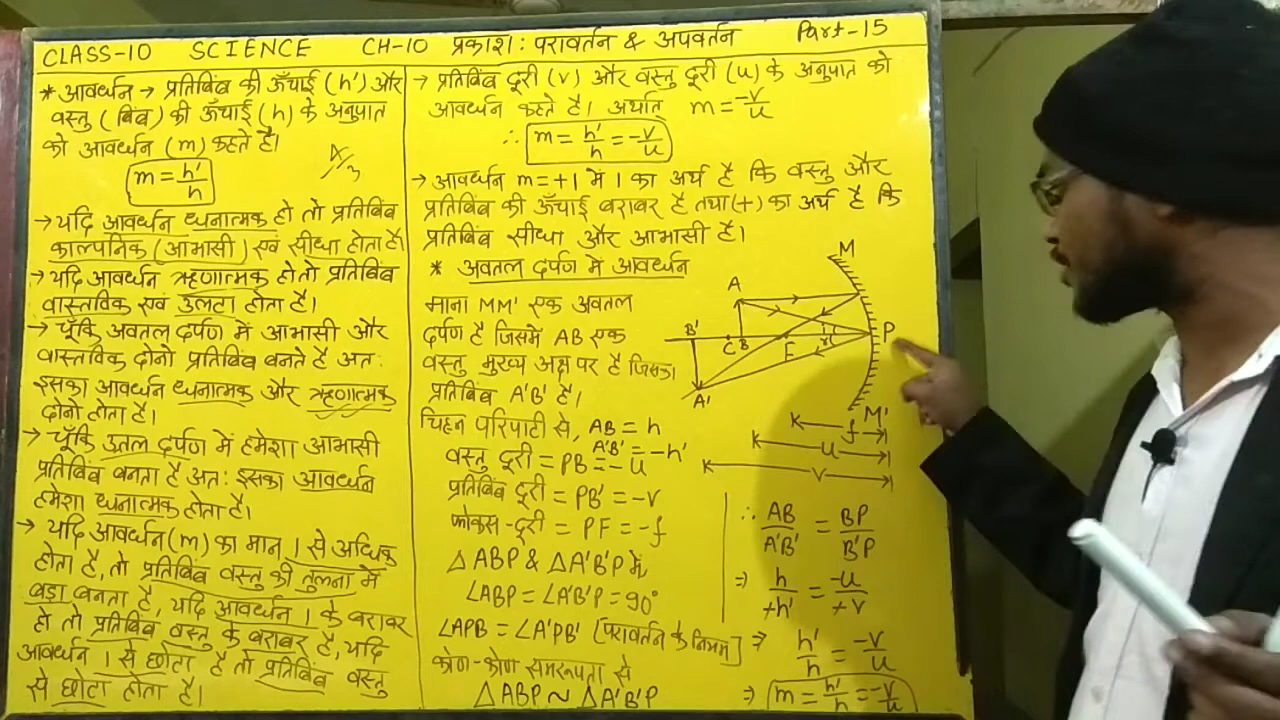 CLASS-10 SCIENCE CH-10 प्रकाश: परावर्तन & अपवर्तन Part-15
* आवर्धन → प्रतिबिंब की ऊँचाई (h') और
वस्तु (बिंब) की ऊँचाई (h) के अनुपात
को आवर्धन (m) कहते है।
m = h'/h
→ यदि आवर्धन धनात्मक हो तो प्रतिबिंब
काल्पनिक (आभासी) एवं सीधा होता है।
→ यदि आवर्धन ऋणात्मक हो तो प्रतिबिंब
वास्तविक एवं उलटा होता है।
→ चूँकि अवतल दर्पण में आभासी और
वास्तविक दोनो प्रतिबिंब बनते है अतः
इसका आवर्धन धनात्मक और ऋणात्मक
दोनो होता है।
→ चूँकि उतल दर्पण में हमेशा आभासी
प्रतिबिंब बनता है अतः इसका आवर्धन
हमेशा धनात्मक होता है।
→ यदि आवर्धन (m) का मान 1 से अधिक
होता है, तो प्रतिबिंब वस्तु की तुलना में
बड़ा बनता है, यदि आवर्धन 1 के बराबर
हो तो प्रतिबिंब वस्तु के बराबर है, यदि
आवर्धन 1 से छोटा है तो प्रतिबिंब वस्तु
से छोटा होता है।
→ प्रतिबिंब दूरी (v) और वस्तु दूरी (u) के अनुपात को
आवर्धन कहते है। अर्थात् m = -v/u
∴ m = h'/h = -v/u
→ आवर्धन m = +1 में 1 का अर्थ है कि वस्तु और
प्रतिबिंब की ऊँचाई बराबर है तथा (+) का अर्थ है कि
प्रतिबिंब सीधा और आभासी है।
* अवतल दर्पण में आवर्धन
माना MM' एक अवतल
दर्पण है जिसमें AB एक
वस्तु मुख्य अक्ष पर है जिसका
प्रतिबिंब A'B' है।
चिह्न परिपाटी से, AB = h
A'B' = -h'
वस्तु दूरी = PB = -u
प्रतिबिंब दूरी = PB' = -v
फोकस-दूरी = PF = -f
△ABP & △A'B'P में,
∠ABP = ∠A'B'P = 90°
∠APB = ∠A'PB' [परावर्तन के नियम]
कोण-कोण समरूपता से
△ABP ~ △A'B'P
M
A
B'
C B
F
i
r
P
A'
M'
f
u
v
∴ AB/A'B' = BP/B'P
⇒ h/+h' = -u/+v
⇒ h'/h = -v/u
⇒ m = h'/h = -v/u